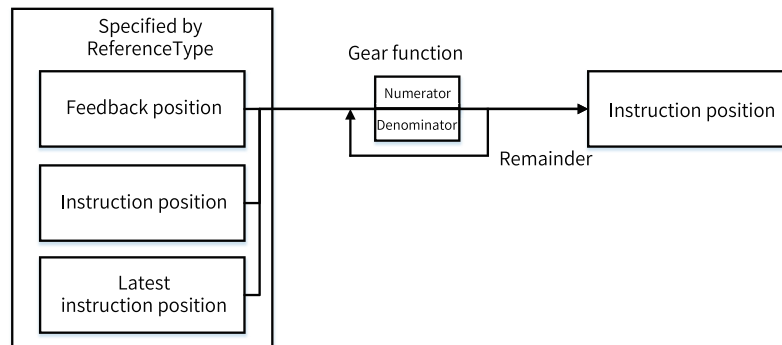 Specified by
ReferenceType
Feedback position
Instruction position
Latest
instruction position
Gear function
Numerator
Denominator
Remainder
Instruction position